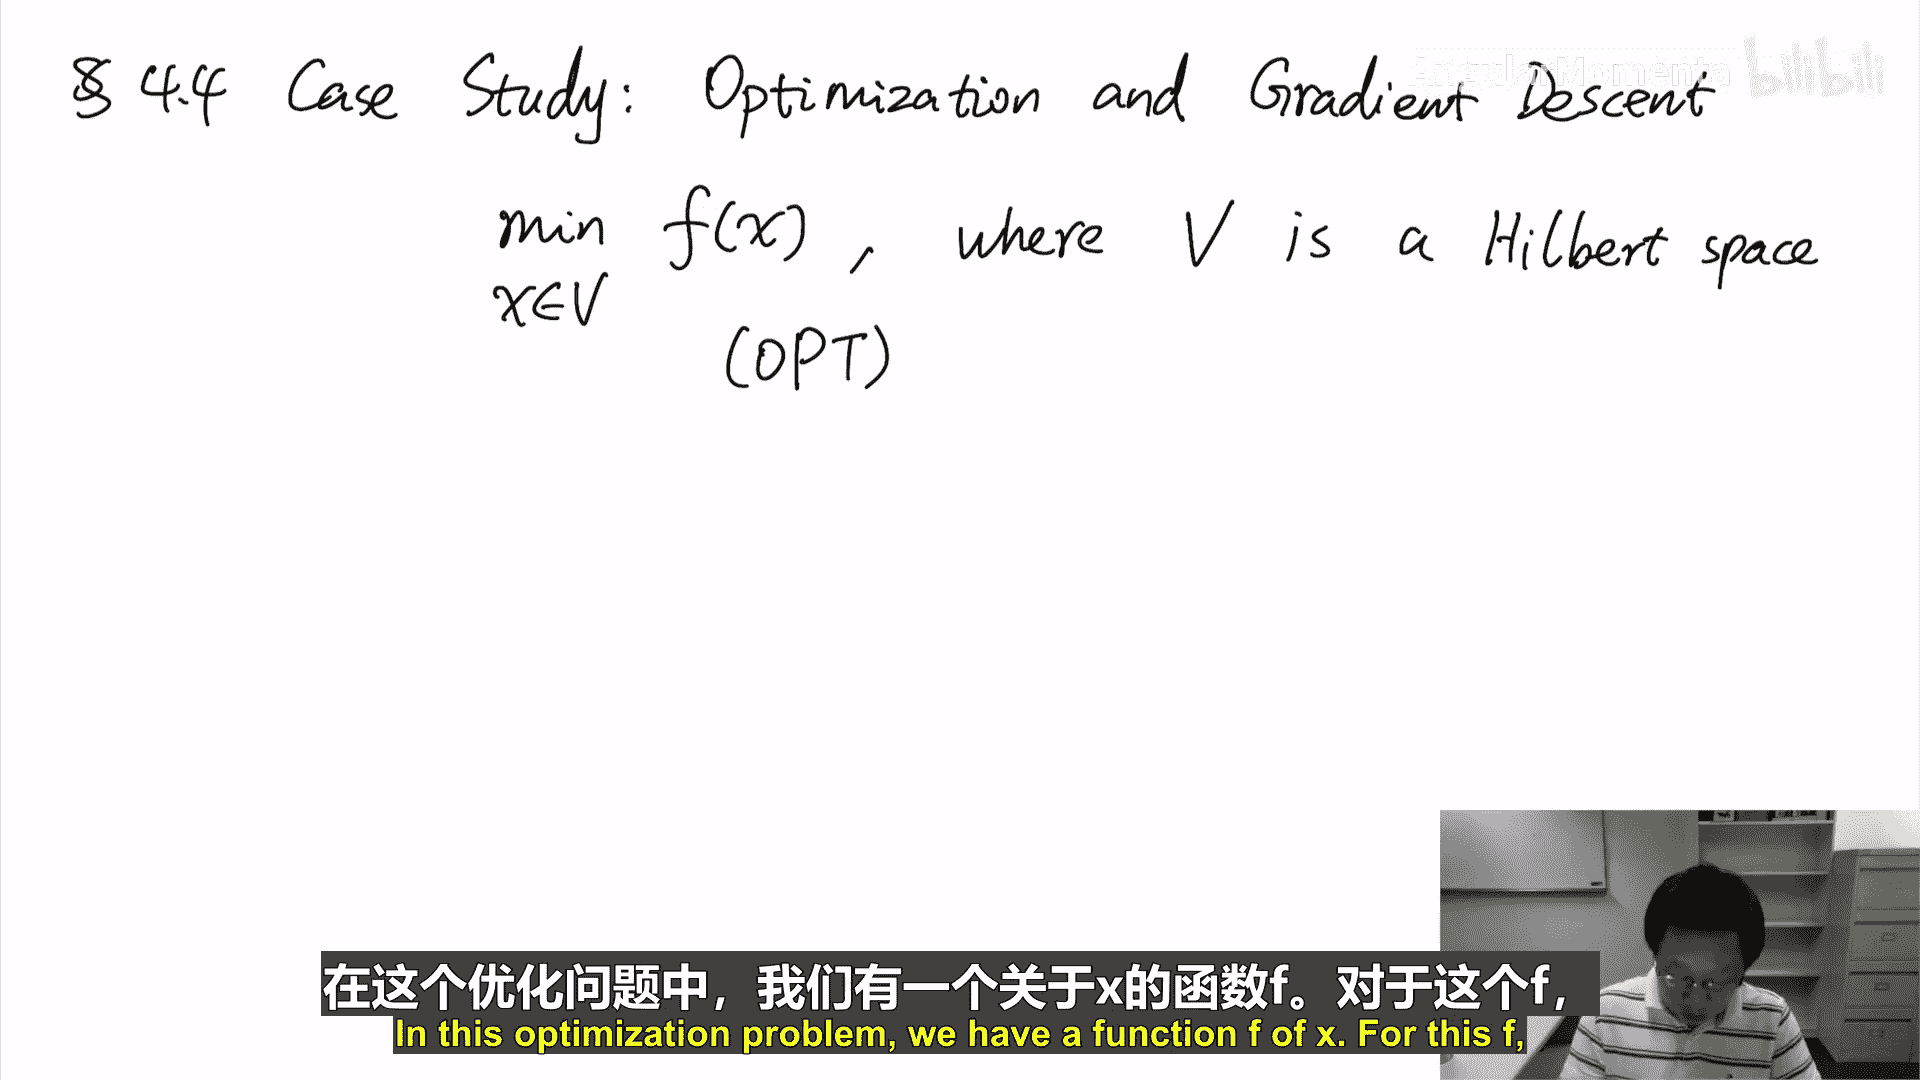 § 4.4 Case Study: Optimization and Gradient Descent
AngularMomenta bilibili
min f(x), where V is a Hilbert space
x∈V
(OPT)
在这个优化问题中，我们有一个关于x的函数f。对于这个f，
In this optimization problem, we have a function f of x. For this f,